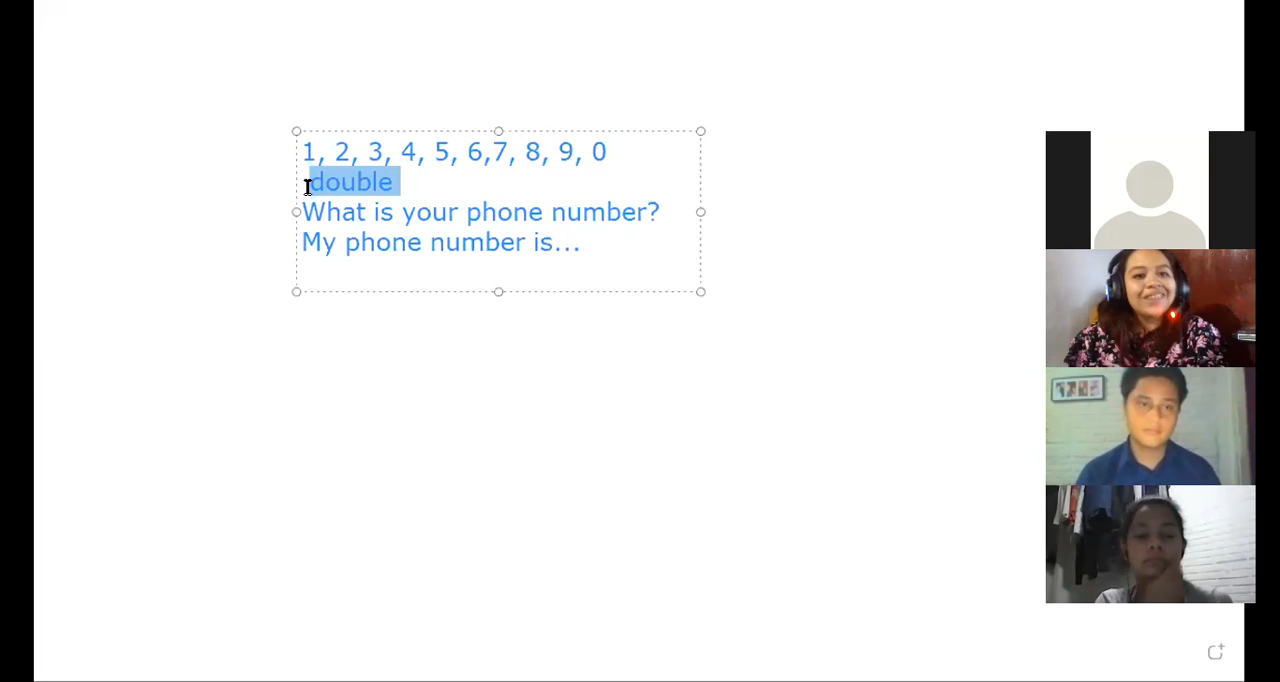 1, 2, 3, 4, 5, 6,7, 8, 9, 0
double
What is your phone number?
My phone number is...